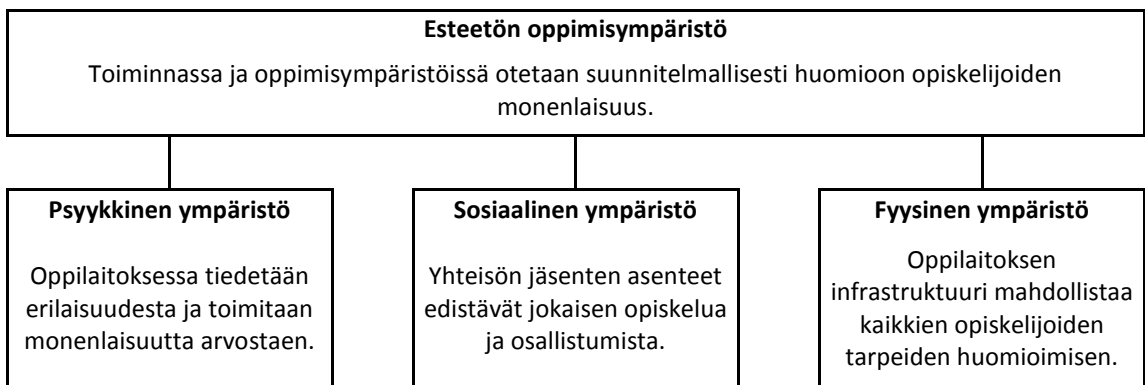 Esteetön oppimisympäristö
Toiminnassa ja oppimisympäristöissä otetaan suunnitelmallisesti huomioon opiskelijoiden
monenlaisuus.
Psyykkinen ympäristö
Oppilaitoksessa tiedetään
erilaisuudesta ja toimitaan
monenlaisuutta arvostaen.
Sosiaalinen ympäristö
Yhteisön jäsenten asenteet
edistävät jokaisen opiskelua
ja osallistumista.
Fyysinen ympäristö
Oppilaitoksen
infrastruktuuri mahdollistaa
kaikkien opiskelijoiden
tarpeiden huomioimisen.